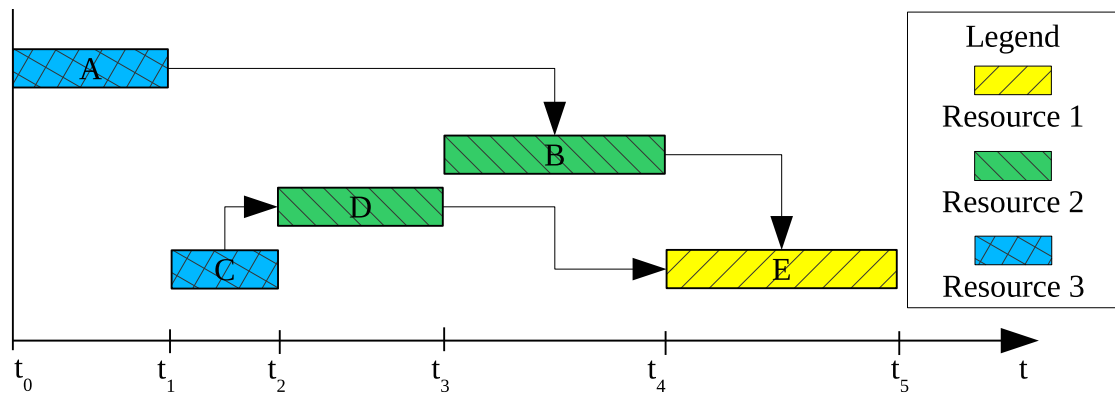 A
B
D
C
E
t₀ t₁ t₂ t₃ t₄ t₅ t
Legend
Resource 1
Resource 2
Resource 3